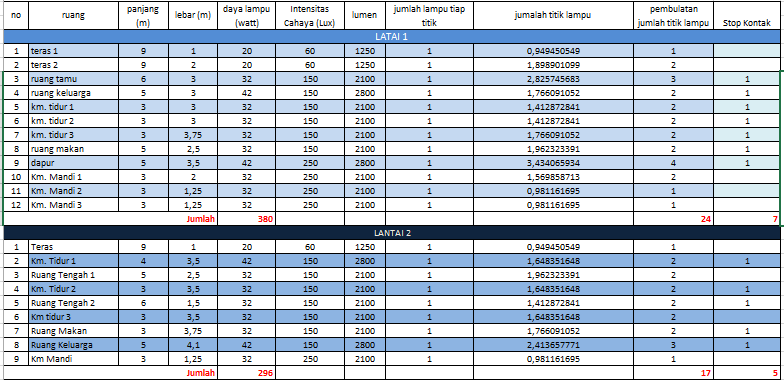 no ruang panjang (m) lebar (m) daya lampu (watt) Intensitas Cahaya (Lux) lumen jumlah lampu tiap titik jumalah titik lampu pembulatan jumlah titik lampu Stop Kontak
LATAI 1
1 teras 1 9 1 20 60 1250 1 0,949450549 1
2 teras 2 9 2 20 60 1250 1 1,898901099 2
3 ruang tamu 6 3 32 150 2100 1 2,825745683 3 1
4 ruang keluarga 5 3 42 150 2800 1 1,766091052 2 1
5 km. tidur 1 3 3 32 150 2100 1 1,412872841 2 1
6 km. tidur 2 3 3 32 150 2100 1 1,412872841 2 1
7 km. tidur 3 3 3,75 32 150 2100 1 1,766091052 2 1
8 ruang makan 5 2,5 32 150 2100 1 1,962323391 2 1
9 dapur 5 3,5 42 250 2800 1 3,434065934 4 1
10 Km. Mandi 1 3 2 32 250 2100 1 1,569858713 2
11 Km. Mandi 2 3 1,25 32 250 2100 1 0,981161695 1
12 Km. Mandi 3 3 1,25 32 250 2100 1 0,981161695 1
Jumlah 380 24 7
LANTAI 2
1 Teras 9 1 20 60 1250 1 0,949450549 1
2 Km. Tidur 1 4 3,5 42 150 2800 1 1,648351648 2 1
3 Ruang Tengah 1 5 2,5 32 150 2100 1 1,962323391 2
4 Km. Tidur 2 3 3,5 32 150 2100 1 1,648351648 2 1
5 Ruang Tengah 2 6 1,5 32 150 2100 1 1,412872841 2 1
6 Km tidur 3 3 3,5 32 150 2100 1 1,648351648 2
7 Ruang Makan 3 3,75 32 150 2100 1 1,766091052 2 1
8 Ruang Keluarga 5 4,1 42 150 2800 1 2,413657771 3 1
9 Km Mandi 3 1,25 32 250 2100 1 0,981161695 1
Jumlah 296 17 5